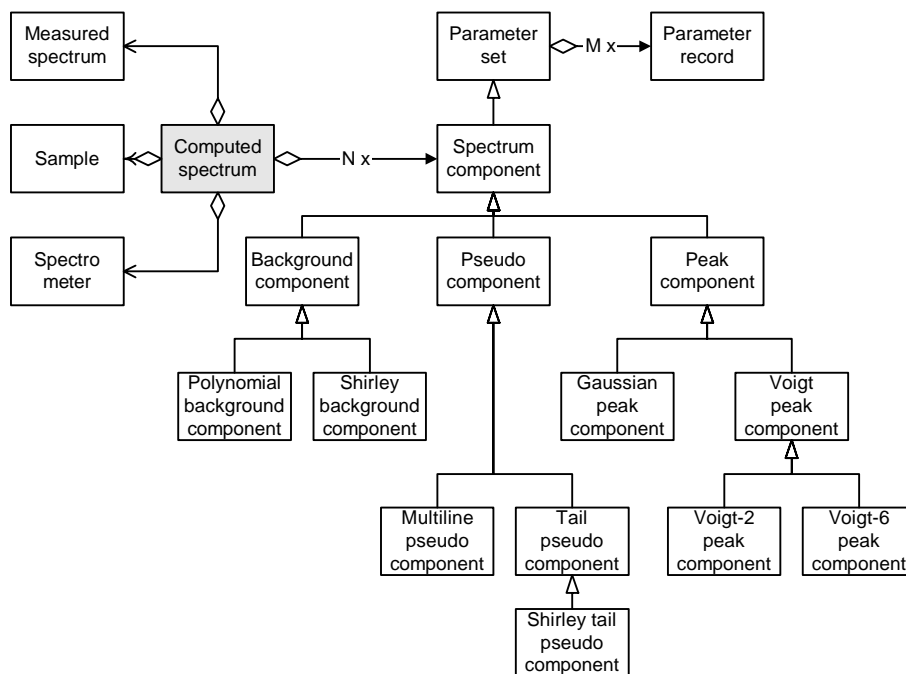 Measured
spectrum
Parameter
set
M x
Parameter
record
Sample
Computed
spectrum
N x
Spectrum
component
Spectro
meter
Background
component
Pseudo
component
Peak
component
Polynomial
background
component
Shirley
background
component
Gaussian
peak
component
Voigt
peak
component
Multiline
pseudo
component
Tail
pseudo
component
Voigt-2
peak
component
Voigt-6
peak
component
Shirley tail
pseudo
component